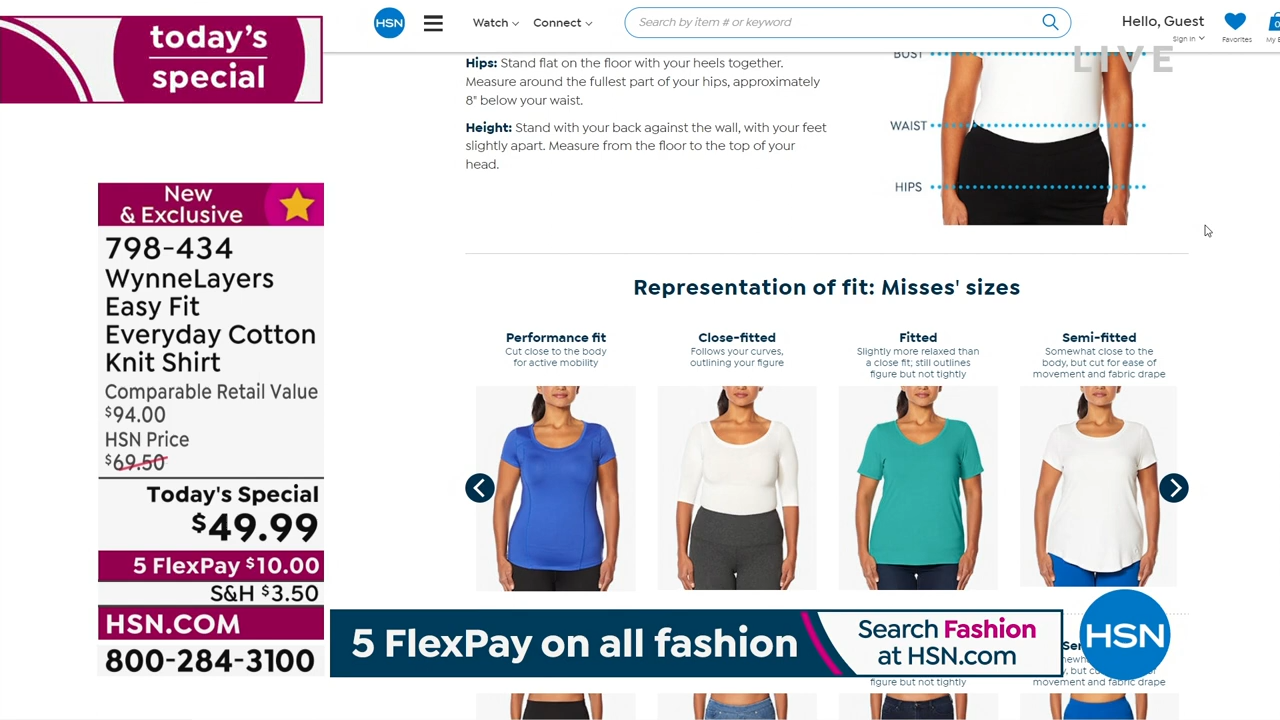 today's
special
New
& Exclusive
798-434
WynneLayers
Easy Fit
Everyday Cotton
Knit Shirt
Comparable Retail Value
$94.00
HSN Price
$69.50
Today's Special
$49.99
5 FlexPay $10.00
S&H $3.50
HSN.COM
800-284-3100
HSN
Watch
Connect
Search by item # or keyword
Hello, Guest
Sign In
Favorites
My
LIVE
Hips: Stand flat on the floor with your heels together.
Measure around the fullest part of your hips, approximately
8" below your waist.
Height: Stand with your back against the wall, with your feet
slightly apart. Measure from the floor to the top of your
head.
BUST
WAIST
HIPS
Representation of fit: Misses' sizes
Performance fit
Cut close to the body
for active mobility
Close-fitted
Follows your curves,
outlining your figure
Fitted
Slightly more relaxed than
a close fit; still outlines
figure but not tightly
Semi-fitted
Somewhat close to the
body, but cut for ease of
movement and fabric drape
5 FlexPay on all fashion
Search Fashion
at HSN.com
HSN
figure but not tightly
movement and fabric drape